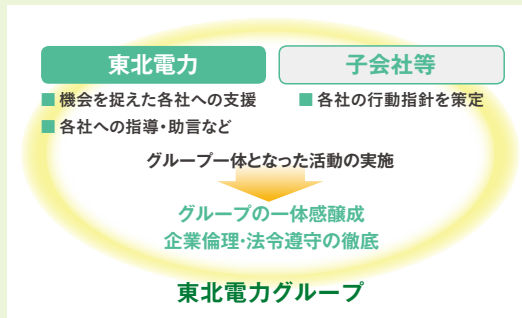 東北電力
子会社等
■ 機会を捉えた各社への支援
■ 各社の行動指針を策定
■ 各社への指導・助言など
グループ一体となった活動の実施
グループの一体感醸成
企業倫理・法令遵守の徹底
東北電力グループ